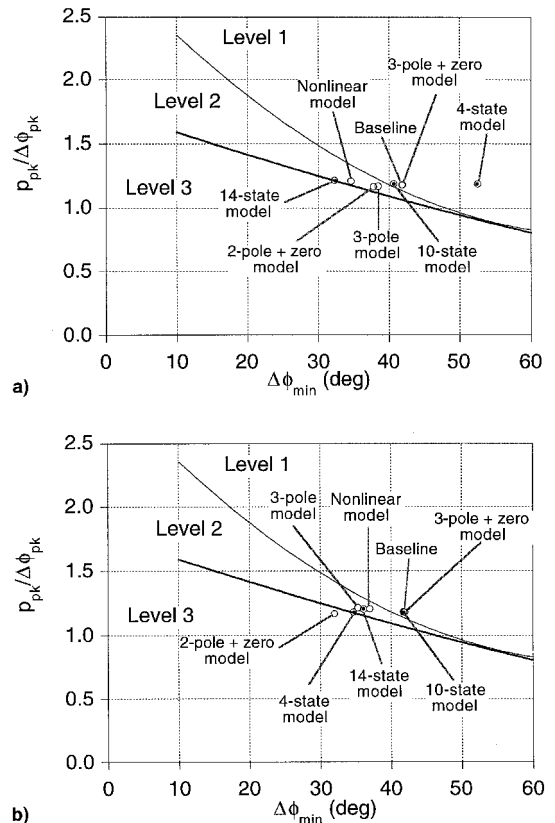 2.5
Level 1
3-pole + zero
model
2.0
Nonlinear
model
4-state
model
Level 2
Baseline
p_pk/Δϕ_pk
1.5
1.0
Level 3
14-state
model
2-pole + zero
model
3-pole
model
10-state
model
0.5
0.0
0 10 20 30 40 50 60
Δϕ_min (deg)
a)
2.5
Level 1
3-pole
model
Nonlinear
model
3-pole + zero
model
2.0
Level 2
Baseline
p_pk/Δϕ_pk
1.5
1.0
Level 3
2-pole + zero
model
4-state
model
14-state
model
10-state
model
0.5
0.0
0 10 20 30 40 50 60
Δϕ_min (deg)
b)